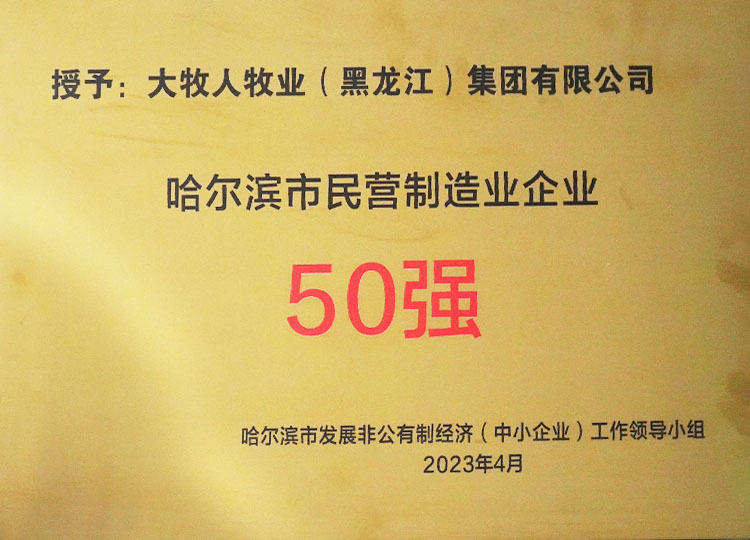 授予：大牧人牧业（黑龙江）集团有限公司
哈尔滨市民营制造业企业
50强
哈尔滨市发展非公有制经济（中小企业）工作领导小组
2023年4月